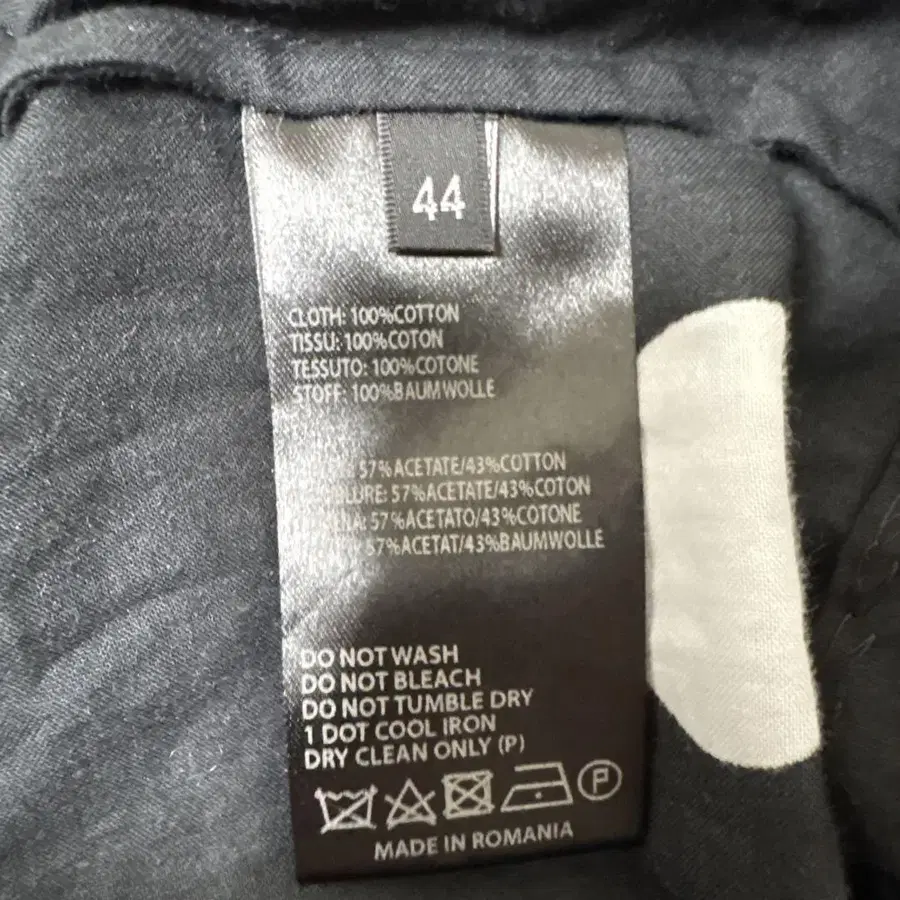 44
CLOTH: 100%COTTON
TISSU: 100%COTON
TESSUTO: 100%COTONE
STOFF: 100%BAUMWOLLE
57%ACETATE/43%COTTON
57%ACETATE/43%COTON
57%ACETATO/43%COTONE
57%ACETAT/43%BAUMWOLLE
DO NOT WASH
DO NOT BLEACH
DO NOT TUMBLE DRY
1 DOT COOL IRON
DRY CLEAN ONLY (P)
P
MADE IN ROMANIA